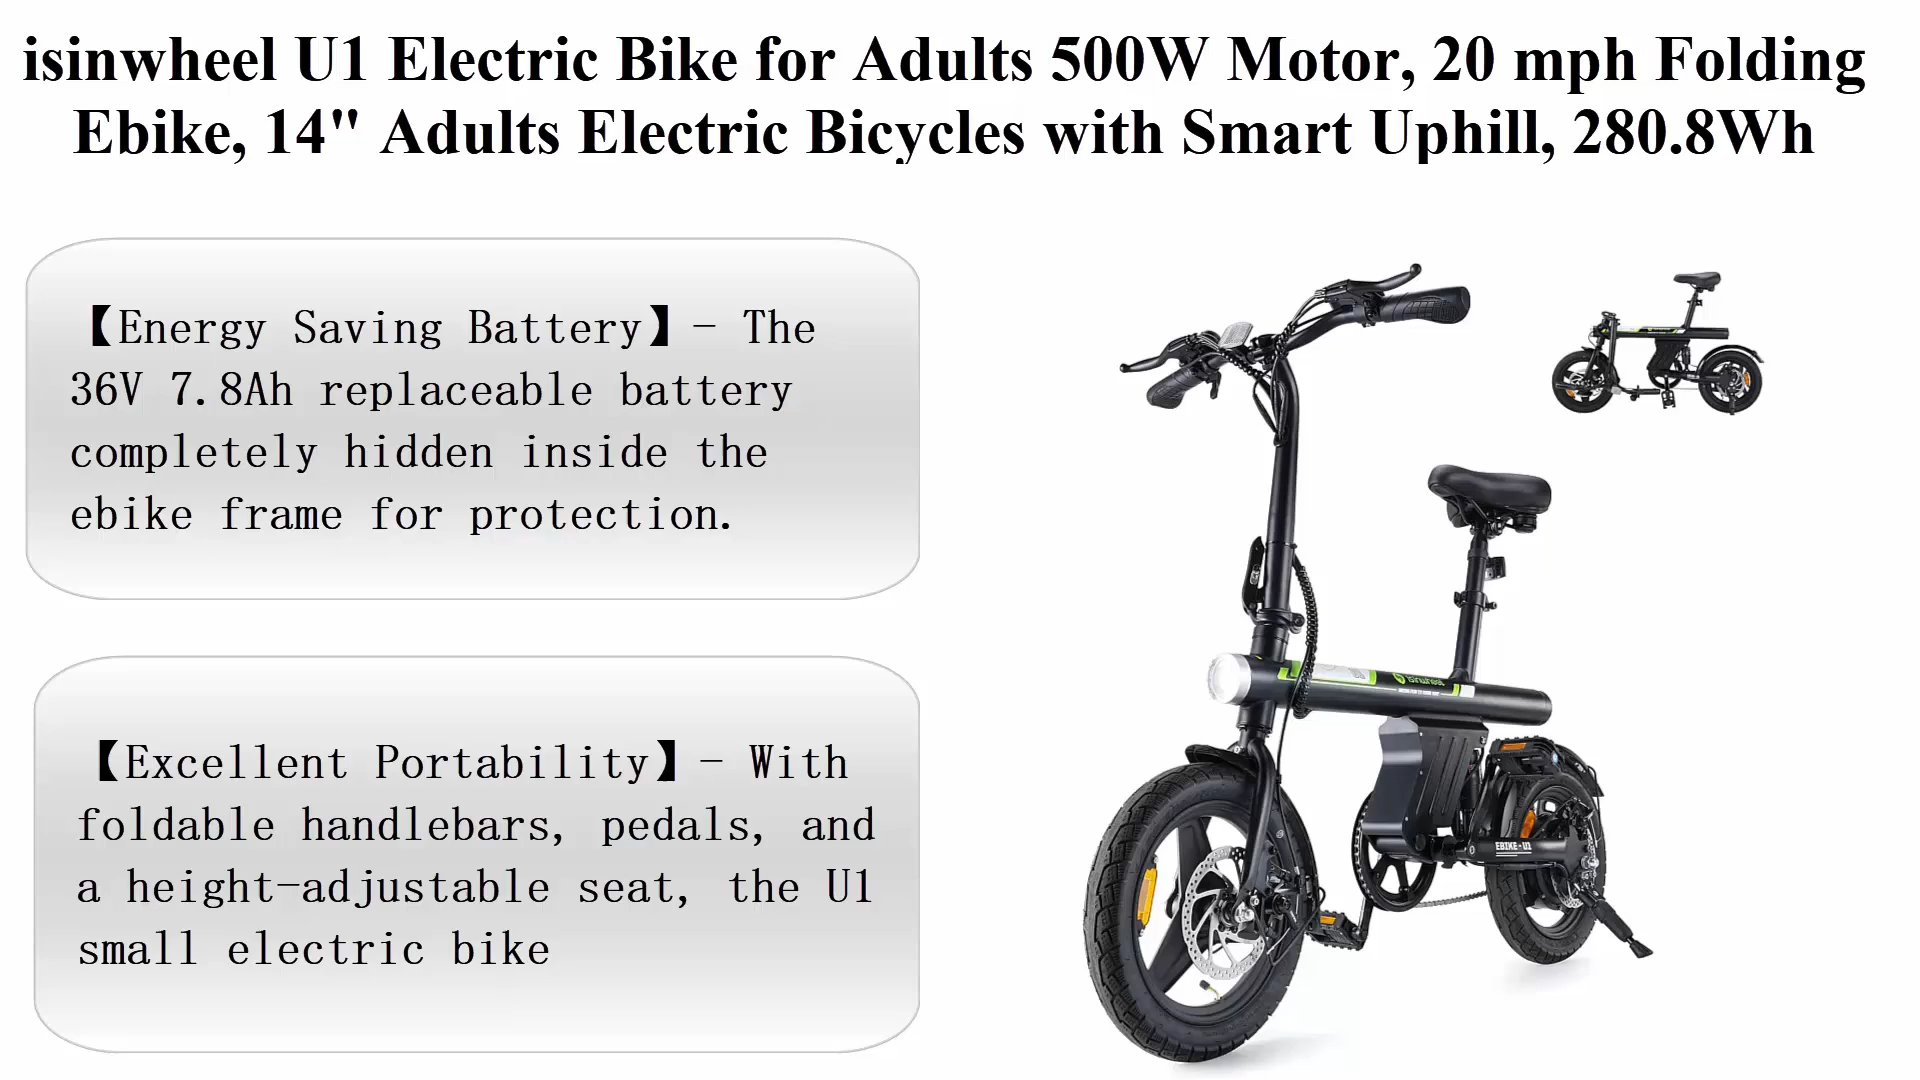 isinwheel U1 Electric Bike for Adults 500W Motor, 20 mph Folding
Ebike, 14" Adults Electric Bicycles with Smart Uphill, 280.8Wh
【Energy Saving Battery】- The
36V 7.8Ah replaceable battery
completely hidden inside the
ebike frame for protection.
【Excellent Portability】- With
foldable handlebars, pedals, and
a height-adjustable seat, the U1
small electric bike
isinwheel
EBIKE-U1